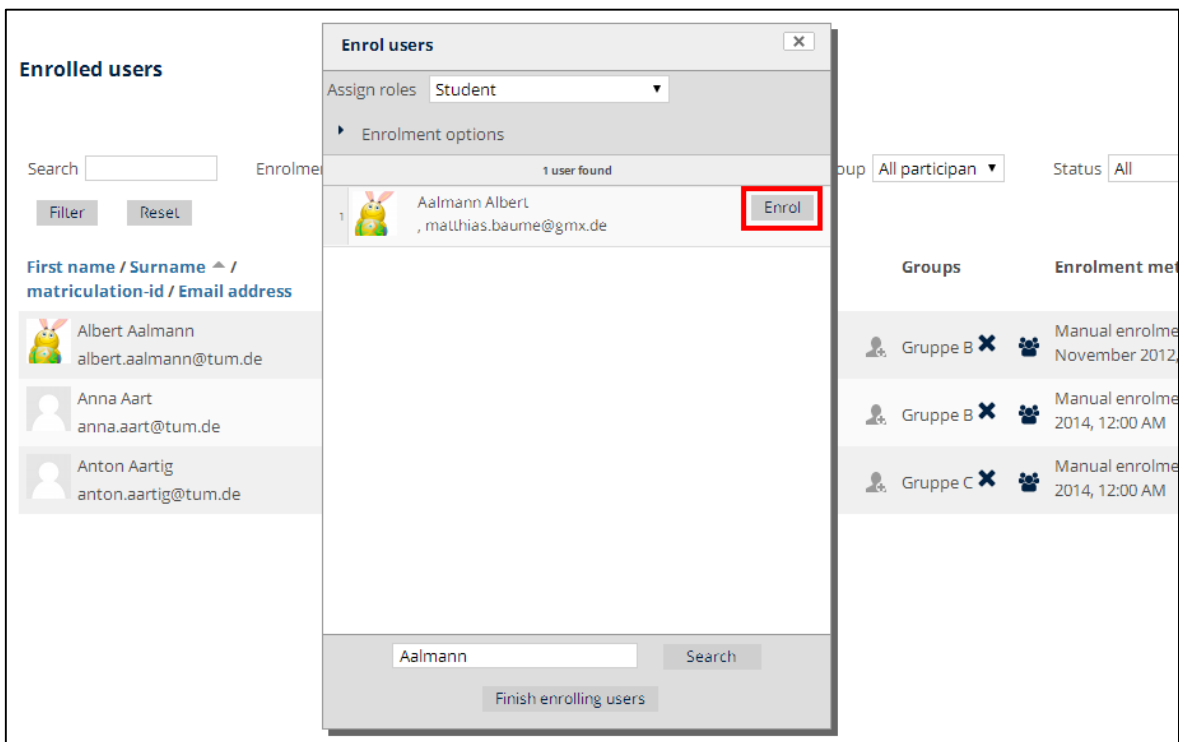 Enrolled users
Search
Enrolmer
oup All participan
Status All
Filter Reset
First name / Surname /
matriculation-id / Email address
Groups
Enrolment met
Albert Aalmann
albert.aalmann@tum.de
Gruppe B
Manual enrolme
November 2012,
Anna Aart
anna.aart@tum.de
Gruppe B
Manual enrolme
2014, 12:00 AM
Anton Aartig
anton.aartig@tum.de
Gruppe C
Manual enrolme
2014, 12:00 AM
Enrol users
Assign roles Student
Enrolment options
1 user found
1
Aalmann Albert
, matthias.baume@gmx.de
Enrol
Aalmann
Search
Finish enrolling users